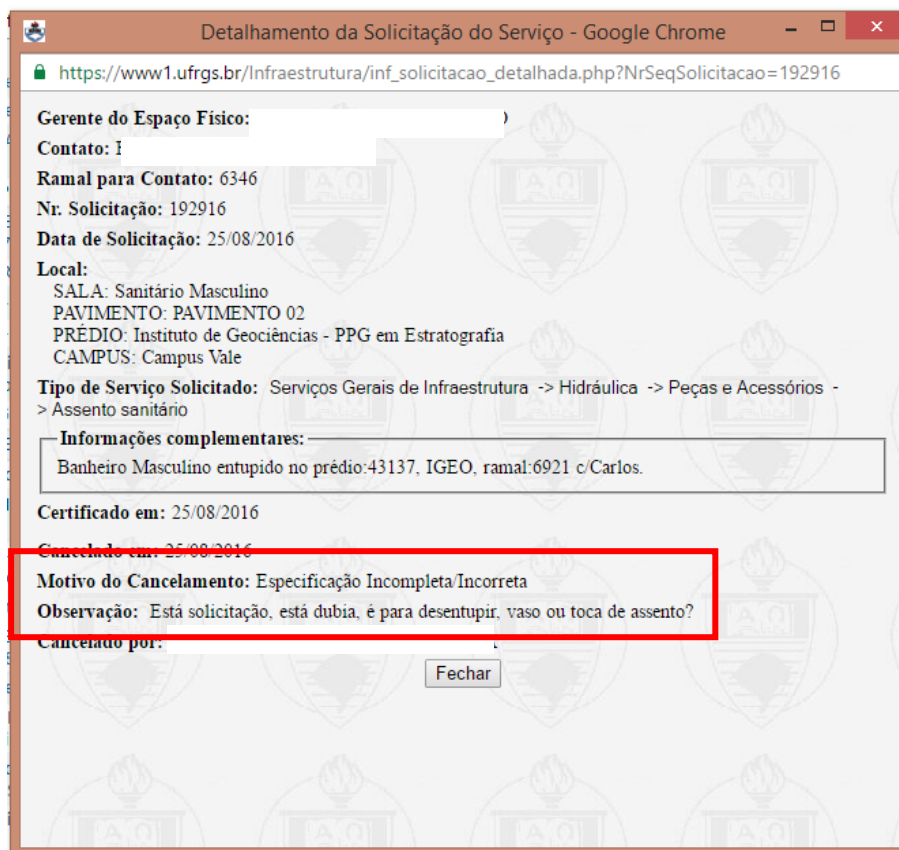 Detalhamento da Solicitação do Serviço - Google Chrome
https://www1.ufrgs.br/Infraestrutura/inf_solicitacao_detalhada.php?NrSeqSolicitacao=192916
Gerente do Espaço Físico:
Contato:
Ramal para Contato: 6346
Nr. Solicitação: 192916
Data de Solicitação: 25/08/2016
Local:
SALA: Sanitário Masculino
PAVIMENTO: PAVIMENTO 02
PRÉDIO: Instituto de Geociências - PPG em Estratografia
CAMPUS: Campus Vale
Tipo de Serviço Solicitado: Serviços Gerais de Infraestrutura -> Hidráulica -> Peças e Acessórios -
> Assento sanitário
Informações complementares:
Banheiro Masculino entupido no prédio:43137, IGEO, ramal:6921 c/Carlos.
Certificado em: 25/08/2016
Cancelado em: 25/08/2016
Motivo do Cancelamento: Especificação Incompleta/Incorreta
Observação: Está solicitação, está dubia, é para desentupir, vaso ou toca de assento?
Cancelado por:
Fechar